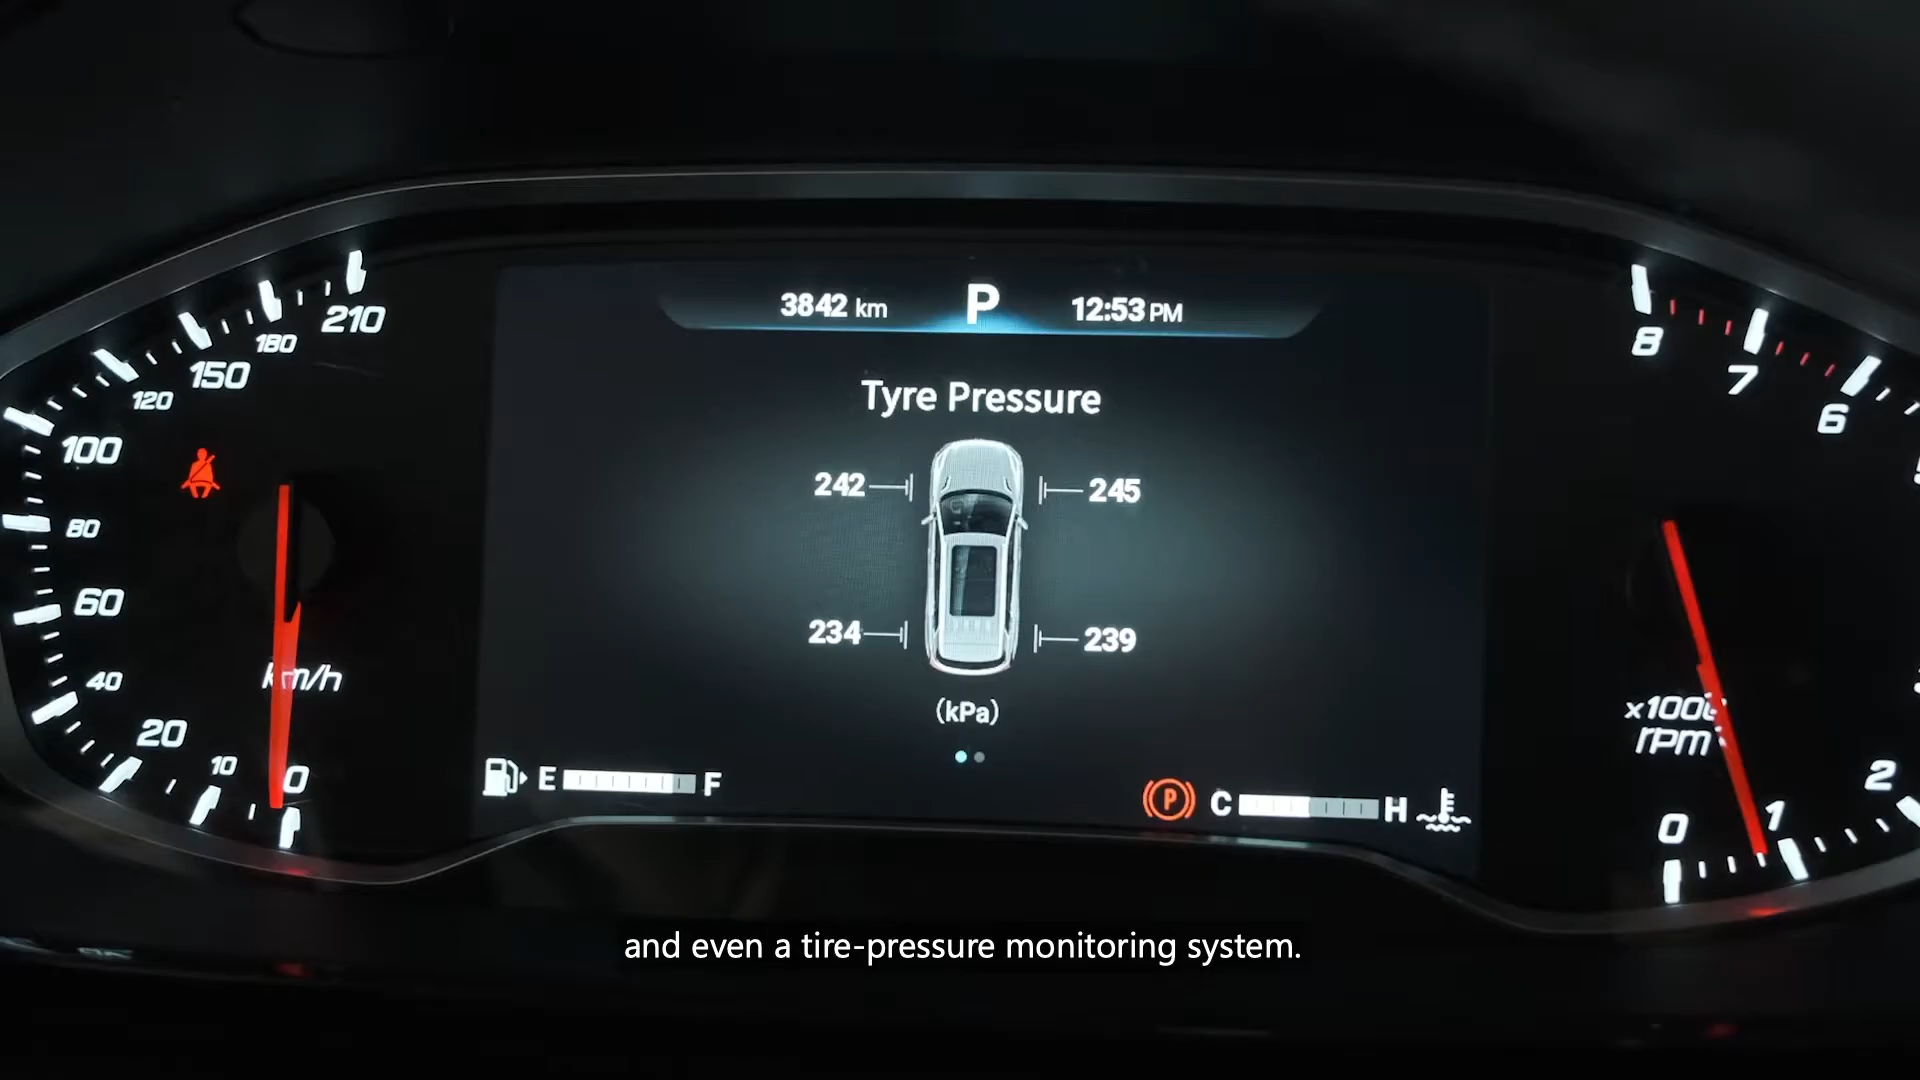 3842 km P 12:53 PM
Tyre Pressure
242 245
234 239
(kPa)
E F
P C H
210
180
150
120
100
80
60
40
20
10
0
km/h
8
7
6
x1000
rpm
2
1
0
and even a tire-pressure monitoring system.